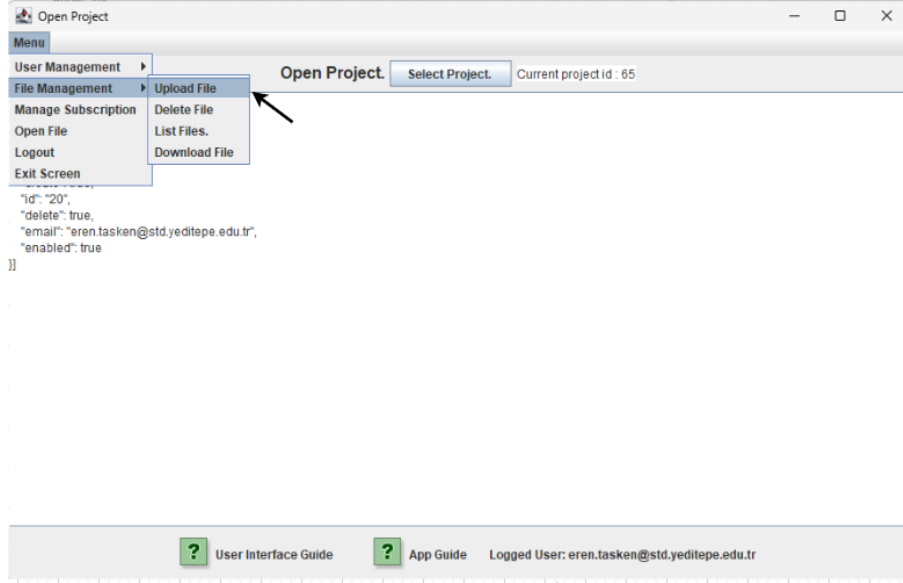 Open Project
Menu
User Management
File Management
Manage Subscription
Open File
Logout
Exit Screen
Upload File
Delete File
List Files.
Download File
Open Project.
Select Project.
Current project id : 65
"id": "20",
"delete": true,
"email": "eren.tasken@std.yeditepe.edu.tr",
"enabled": true
}]
User Interface Guide
App Guide
Logged User: eren.tasken@std.yeditepe.edu.tr